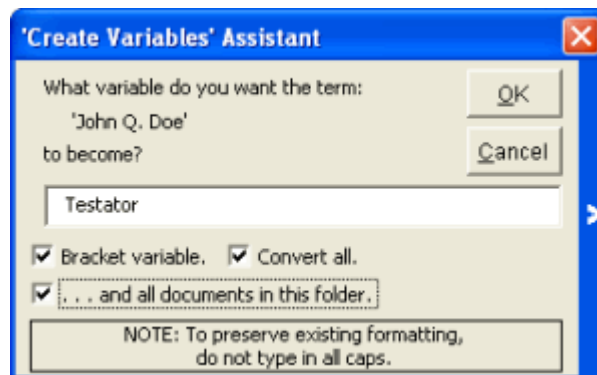 'Create Variables' Assistant
What variable do you want the term:
'John Q. Doe'
to become?
OK
Cancel
Testator
Bracket variable. Convert all.
. . . and all documents in this folder.
NOTE: To preserve existing formatting,
do not type in all caps.